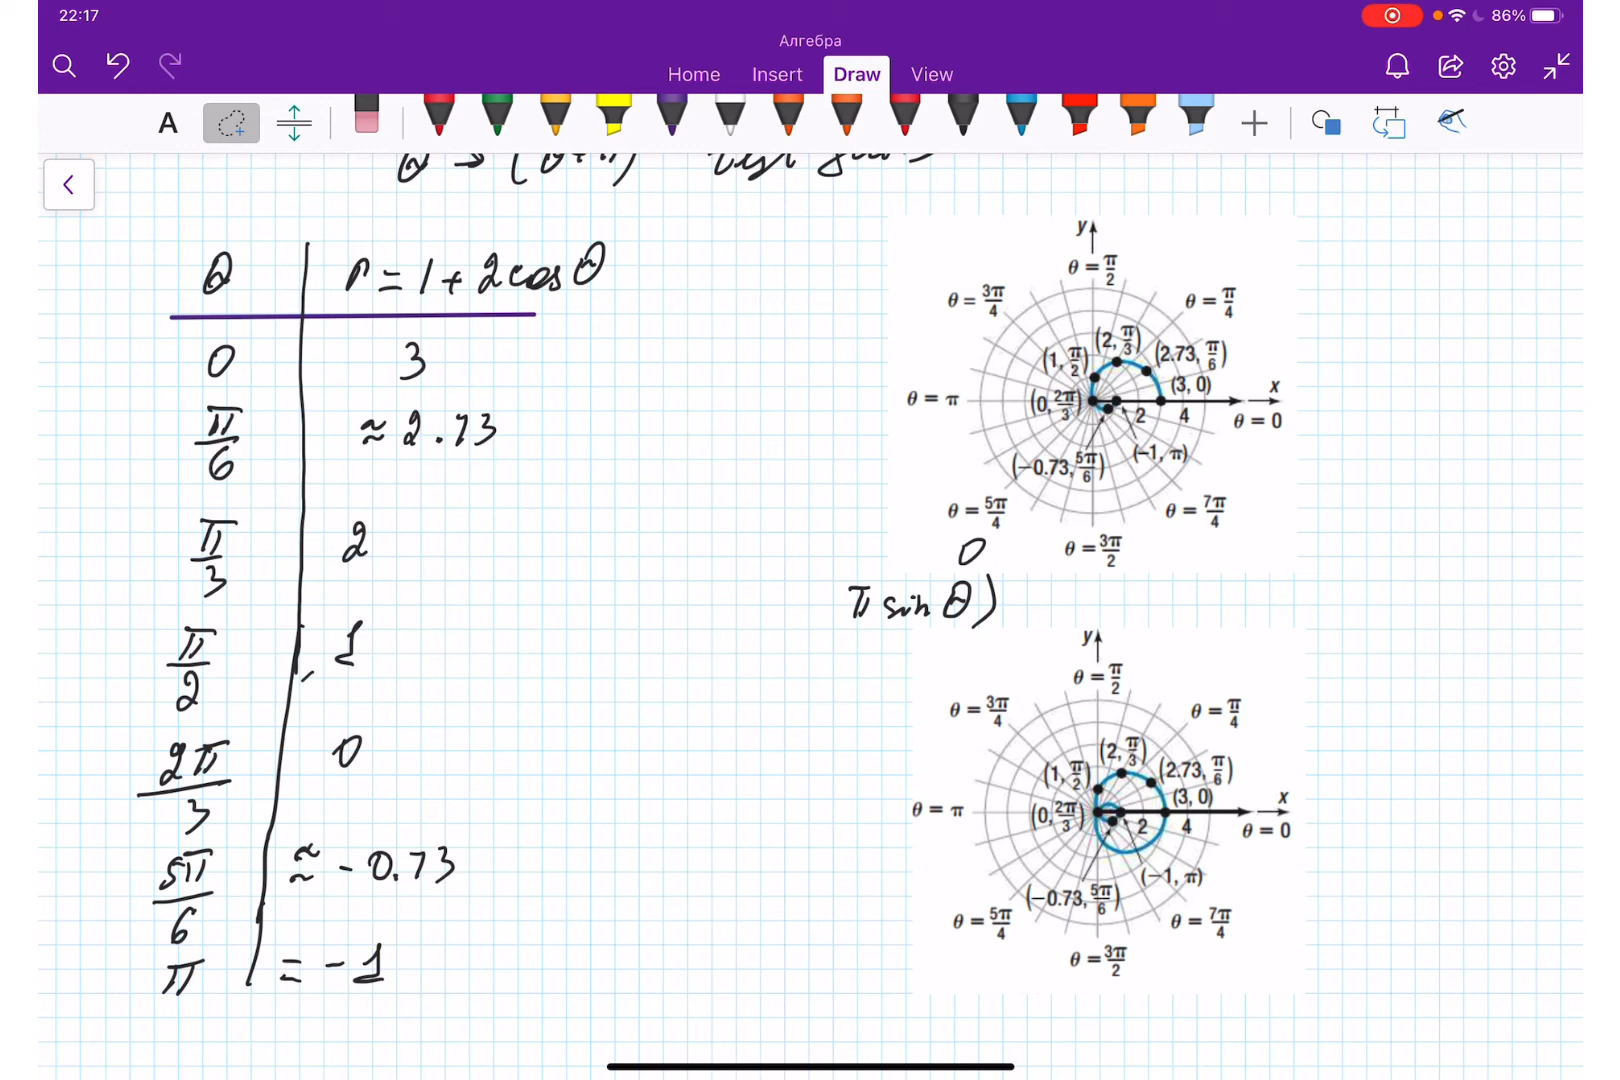 22:17
86%
Алгебра
Home Insert Draw View
A
θ → (θ+π)
θ r = 1 + 2 cos θ
0 3
π/6 ≈ 2.73
π/3 2
π/2 1
2π/3 0
5π/6 ≈ - 0.73
π = - 1
y
θ = π/2
θ = 3π/4 θ = π/4
(2, π/3)
(1, π/2) (2.73, π/6)
(3, 0) x
θ = π (0, 2π/3) 2 4 θ = 0
(−0.73, 5π/6) (−1, π)
θ = 5π/4 θ = 7π/4
θ = 3π/2
0
π sin θ)
y
θ = π/2
θ = 3π/4 θ = π/4
(2, π/3)
(1, π/2) (2.73, π/6)
(3, 0) x
θ = π (0, 2π/3) 2 4 θ = 0
(−0.73, 5π/6) (−1, π)
θ = 5π/4 θ = 7π/4
θ = 3π/2